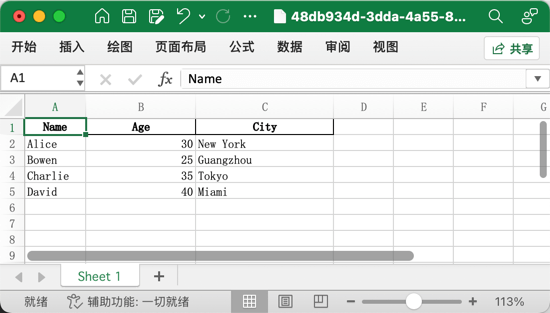 48db934d-3dda-4a55-8...
开始 插入 绘图 页面布局 公式 数据 审阅 视图 共享
A1 fx Name
A B C D E F G
1 Name Age City
2 Alice 30 New York
3 Bowen 25 Guangzhou
4 Charlie 35 Tokyo
5 David 40 Miami
6
7
8
9
Sheet 1 +
就绪 辅助功能: 一切就绪 − + 113%